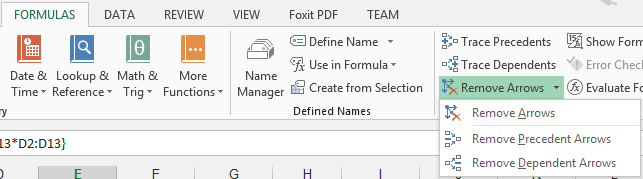 FORMULAS DATA REVIEW VIEW Foxit PDF TEAM
Date & Time
Lookup & Reference
Math & Trig
More Functions
Name Manager
Define Name
Use in Formula
Create from Selection
Defined Names
Trace Precedents
Trace Dependents
Remove Arrows
Show Form
Error Chec
Evaluate Fo
Remove Arrows
Remove Precedent Arrows
Remove Dependent Arrows
13*D2:D13}
E F G H I J